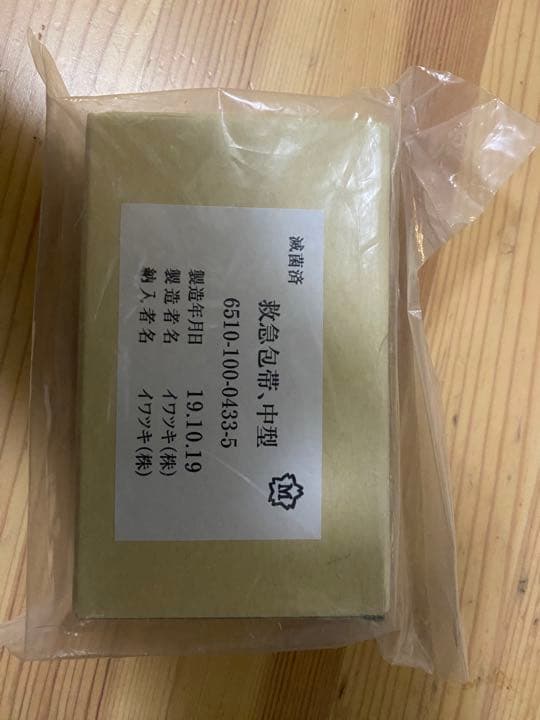 滅菌済
救急包帯、中型
M
6510-100-0433-5
製造年月日 19.10.19
製造者名 イワツキ(株)
納入者名 イワツキ(株)